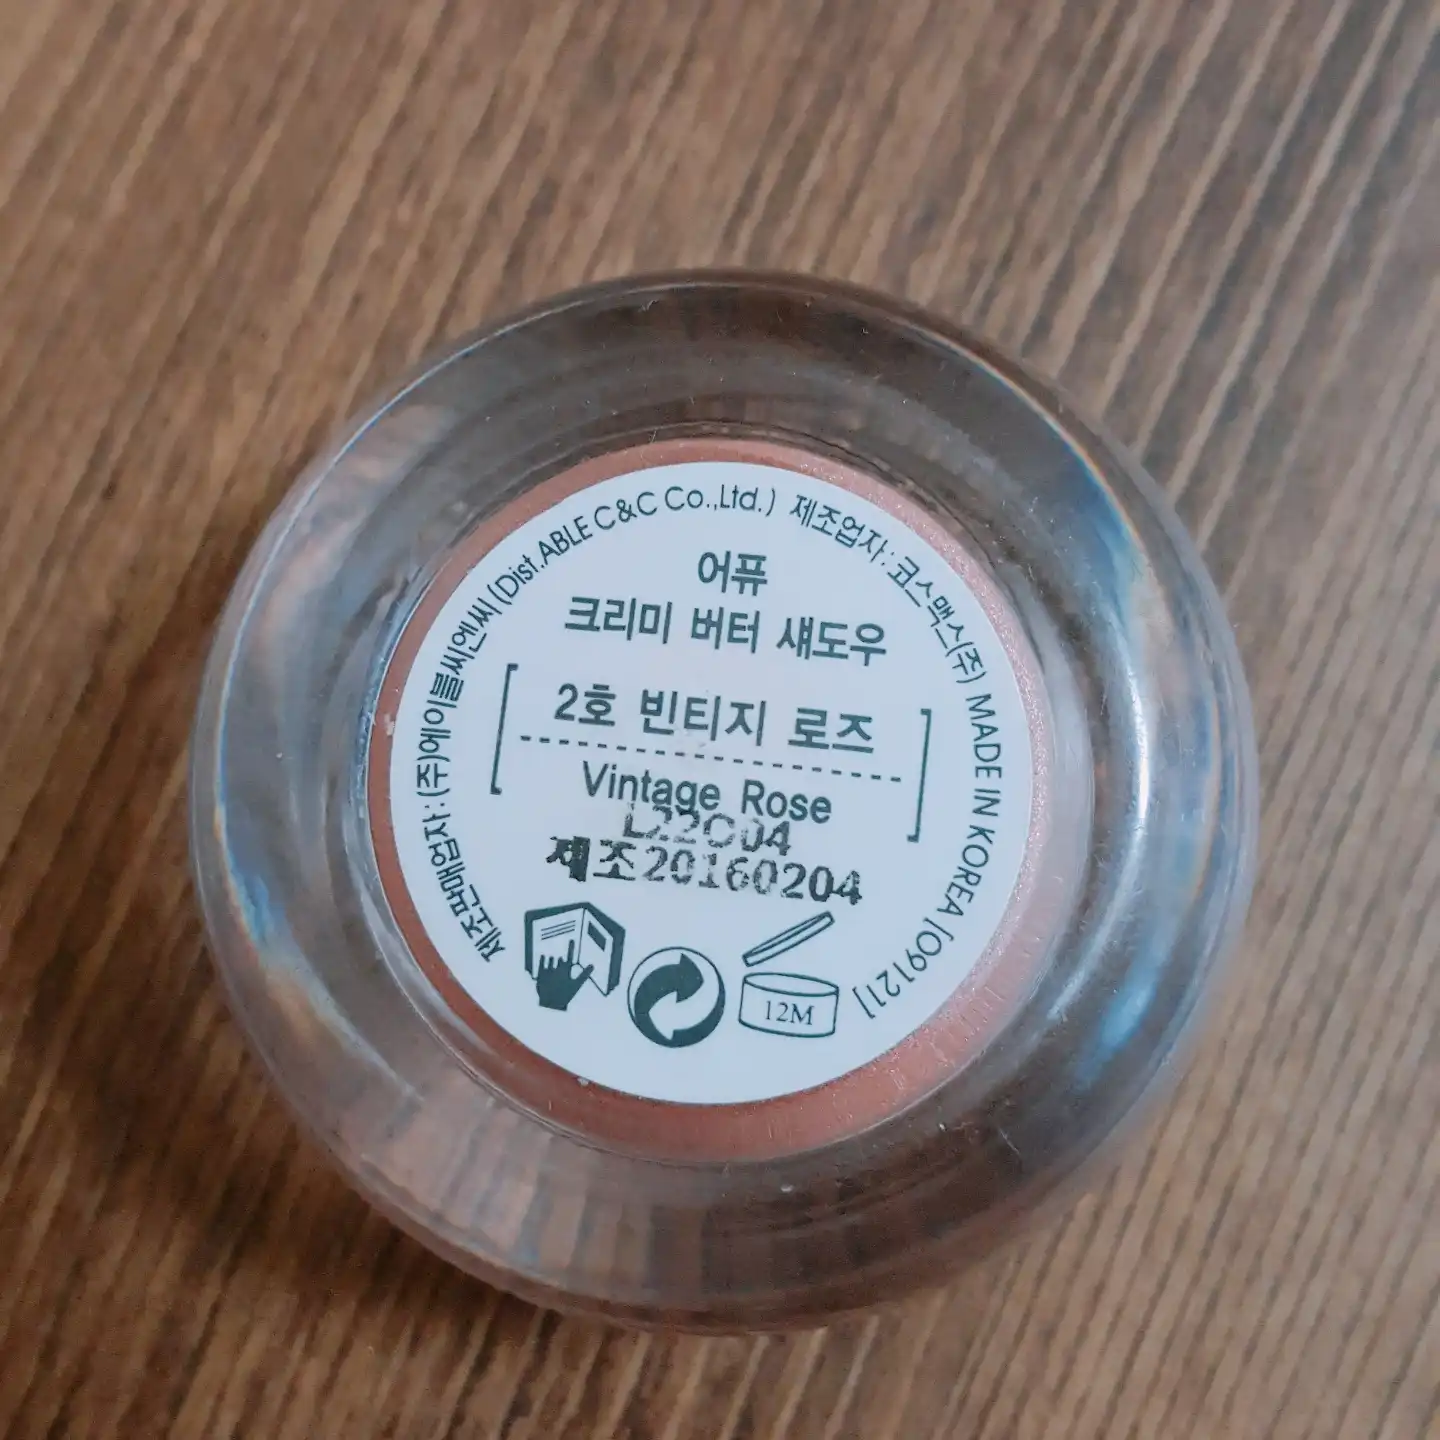 어퓨
크리미 버터 섀도우
2호 빈티지 로즈
Vintage Rose
제조20160204
12M
제조판매업자 : (주)에이블씨엔씨 (Dist.ABLE C&C Co.,Ltd.) 제조업자 : 코스맥스(주) MADE IN KOREA [09121]